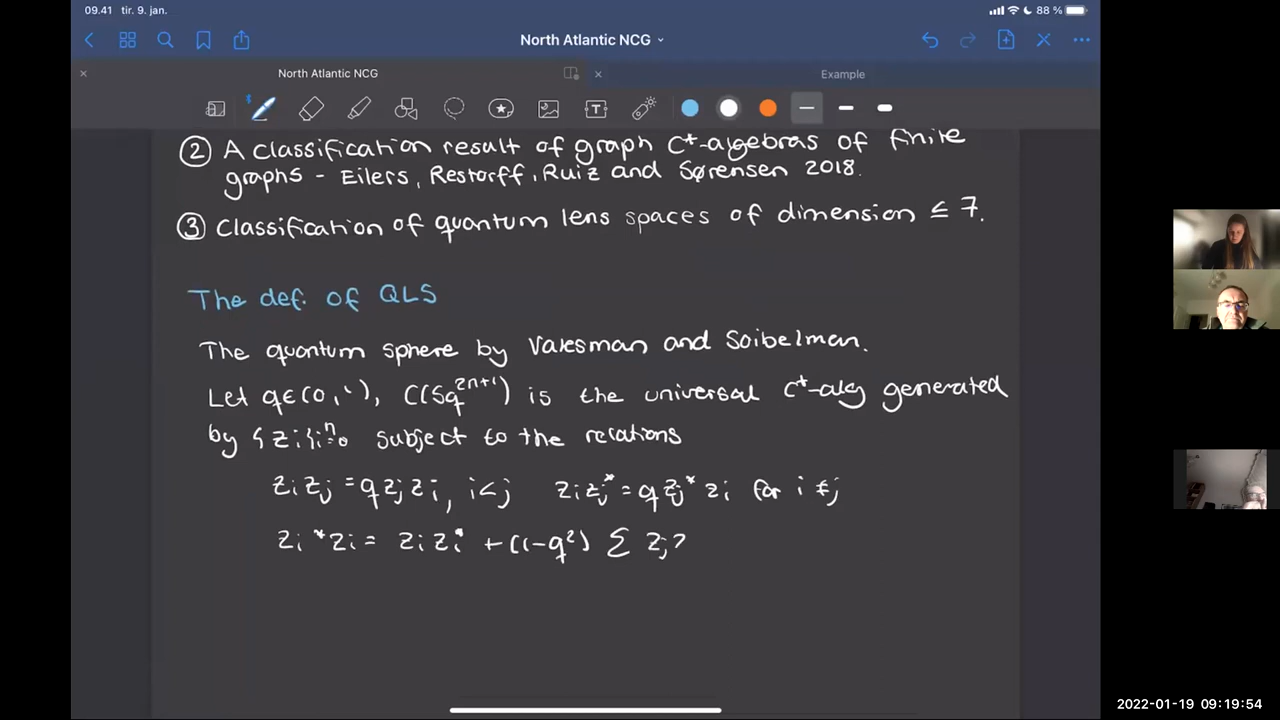 09.41 tir. 9. jan.
88 %
North Atlantic NCG
North Atlantic NCG
Example
② A classification result of graph C*-algebras of finite
graphs - Eilers, Restorff, Ruiz and Sørensen 2018.
③ Classification of quantum lens spaces of dimension ≤ 7.
The def. of QLS
The quantum sphere by Vaksman and Soibelman.
Let q∈(0,1), C(S_q^{2n+1}) is the universal C*-alg generated
by {z_i}_{i=0}^n subject to the relations
z_i z_j = q z_j z_i, i<j z_i z_j^* = q z_j^* z_i for i ≠ j
z_i^* z_i = z_i z_i^* + (1-q²) Σ z_j z
2022-01-19 09:19:54